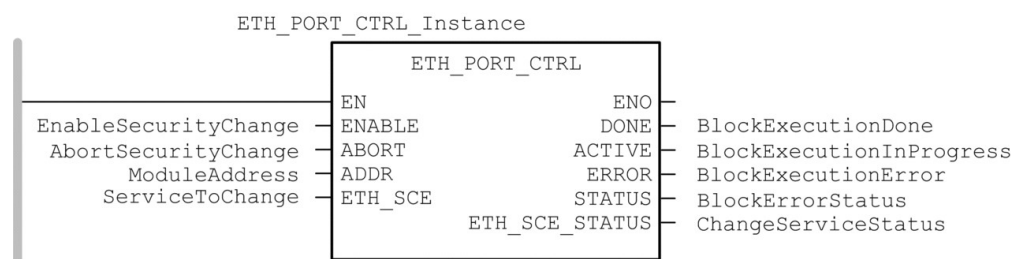 ETH_PORT_CTRL_Instance
ETH_PORT_CTRL
EN ENO
EnableSecurityChange ENABLE DONE BlockExecutionDone
AbortSecurityChange ABORT ACTIVE BlockExecutionInProgress
ModuleAddress ADDR ERROR BlockExecutionError
ServiceToChange ETH_SCE STATUS BlockErrorStatus
ETH_SCE_STATUS ChangeServiceStatus